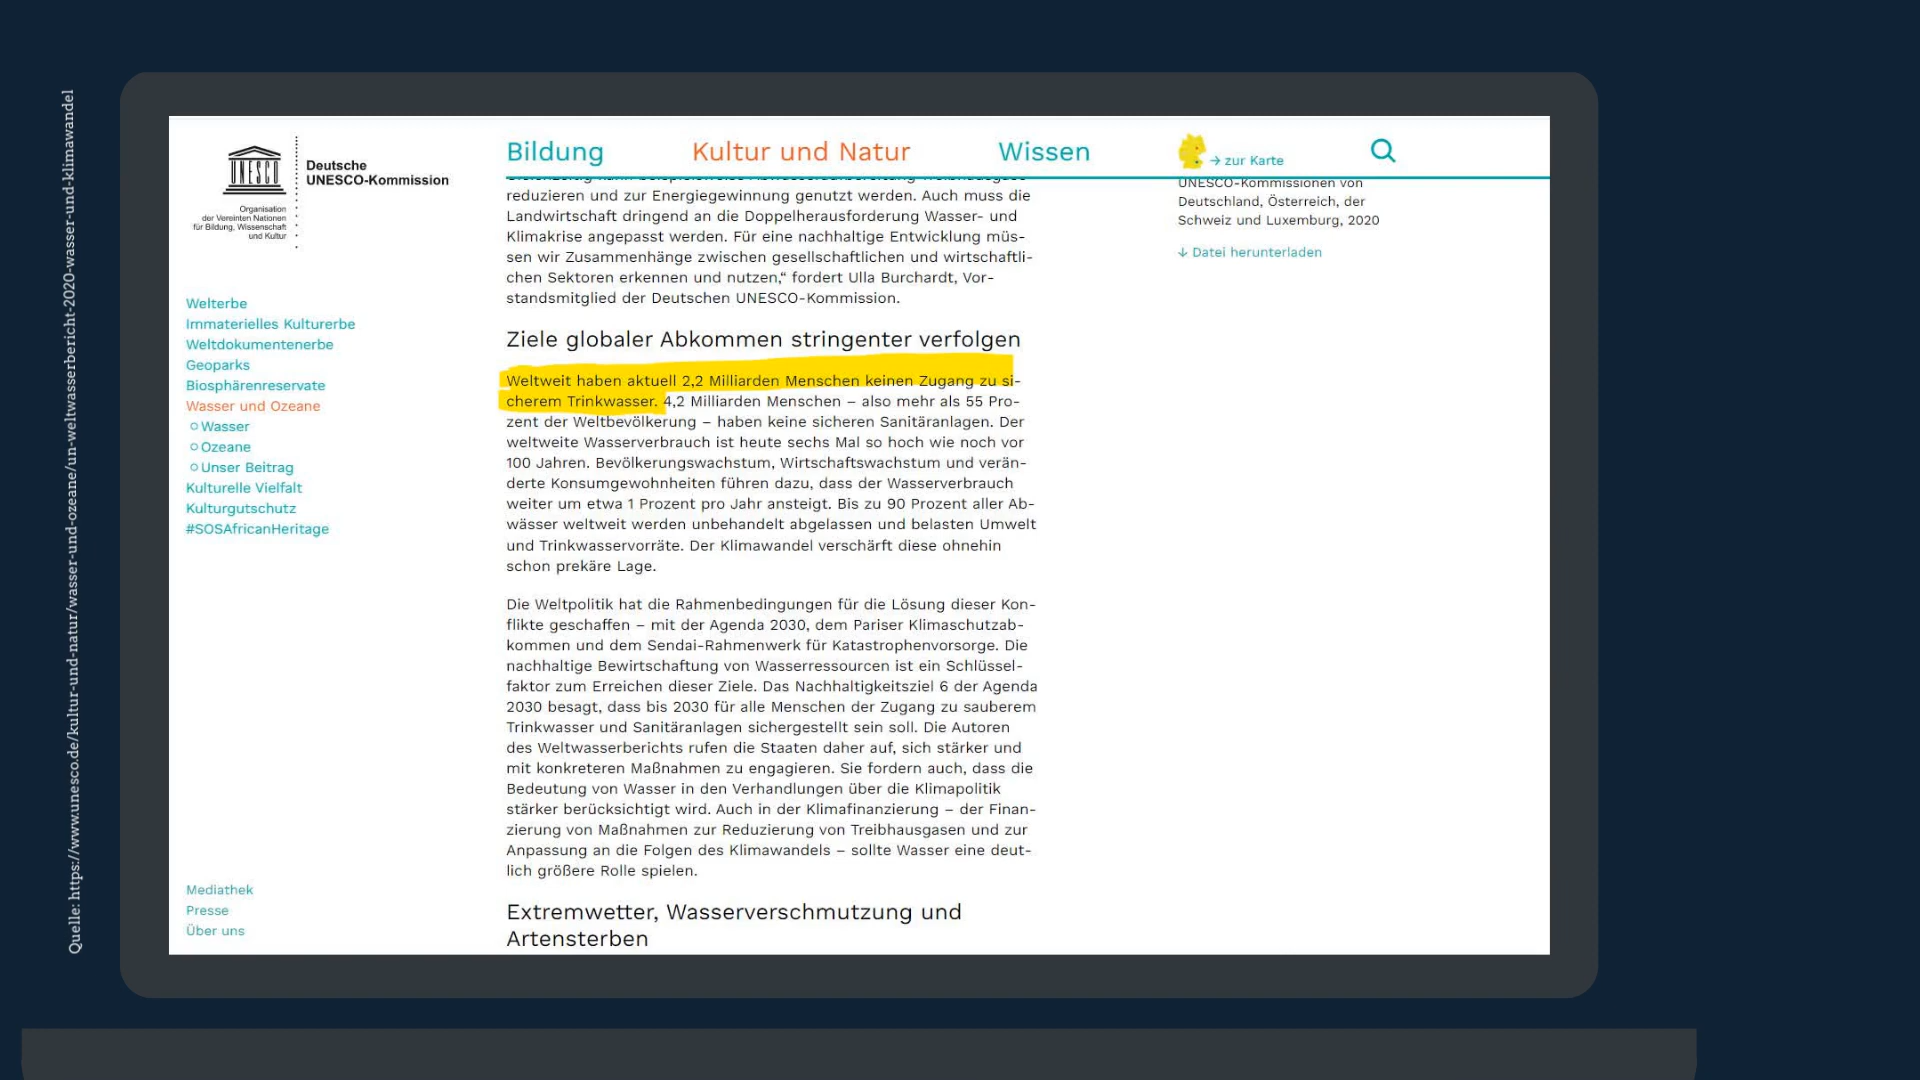 Quelle: https://www.unesco.de/kultur-und-natur/wasser-und-ozeane/un-weltwasserbericht-2020-wasser-und-klimawandel
UNESCO
Deutsche
UNESCO-Kommission
Organisation
der Vereinten Nationen
für Bildung, Wissenschaft
und Kultur
Bildung
Kultur und Natur
Wissen
→ zur Karte
Welterbe
Immaterielles Kulturerbe
Weltdokumentenerbe
Geoparks
Biosphärenreservate
Wasser und Ozeane
Wasser
Ozeane
Unser Beitrag
Kulturelle Vielfalt
Kulturgutschutz
#SOSAfricanHeritage
Mediathek
Presse
Über uns
reduzieren und zur Energiegewinnung genutzt werden. Auch muss die
Landwirtschaft dringend an die Doppelherausforderung Wasser- und
Klimakrise angepasst werden. Für eine nachhaltige Entwicklung müs-
sen wir Zusammenhänge zwischen gesellschaftlichen und wirtschaftli-
chen Sektoren erkennen und nutzen,“ fordert Ulla Burchardt, Vor-
standsmitglied der Deutschen UNESCO-Kommission.
Ziele globaler Abkommen stringenter verfolgen
Weltweit haben aktuell 2,2 Milliarden Menschen keinen Zugang zu si-
cherem Trinkwasser. 4,2 Milliarden Menschen – also mehr als 55 Pro-
zent der Weltbevölkerung – haben keine sicheren Sanitäranlagen. Der
weltweite Wasserverbrauch ist heute sechs Mal so hoch wie noch vor
100 Jahren. Bevölkerungswachstum, Wirtschaftswachstum und verän-
derte Konsumgewohnheiten führen dazu, dass der Wasserverbrauch
weiter um etwa 1 Prozent pro Jahr ansteigt. Bis zu 90 Prozent aller Ab-
wässer weltweit werden unbehandelt abgelassen und belasten Umwelt
und Trinkwasservorräte. Der Klimawandel verschärft diese ohnehin
schon prekäre Lage.
Die Weltpolitik hat die Rahmenbedingungen für die Lösung dieser Kon-
flikte geschaffen – mit der Agenda 2030, dem Pariser Klimaschutzab-
kommen und dem Sendai-Rahmenwerk für Katastrophenvorsorge. Die
nachhaltige Bewirtschaftung von Wasserressourcen ist ein Schlüssel-
faktor zum Erreichen dieser Ziele. Das Nachhaltigkeitsziel 6 der Agenda
2030 besagt, dass bis 2030 für alle Menschen der Zugang zu sauberem
Trinkwasser und Sanitäranlagen sichergestellt sein soll. Die Autoren
des Weltwasserberichts rufen die Staaten daher auf, sich stärker und
mit konkreteren Maßnahmen zu engagieren. Sie fordern auch, dass die
Bedeutung von Wasser in den Verhandlungen über die Klimapolitik
stärker berücksichtigt wird. Auch in der Klimafinanzierung – der Finan-
zierung von Maßnahmen zur Reduzierung von Treibhausgasen und zur
Anpassung an die Folgen des Klimawandels – sollte Wasser eine deut-
lich größere Rolle spielen.
Extremwetter, Wasserverschmutzung und
Artensterben
UNESCO-Kommissionen von
Deutschland, Österreich, der
Schweiz und Luxemburg, 2020
↓ Datei herunterladen